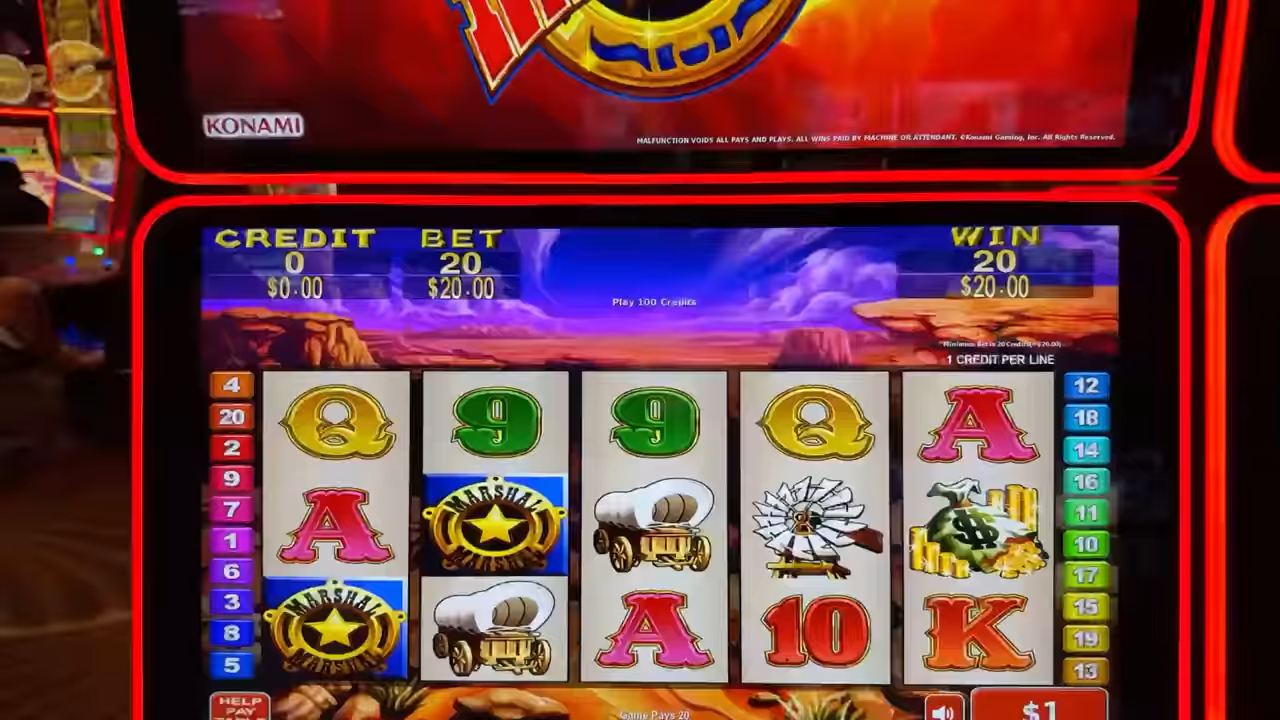 KONAMI
MALFUNCTION VOIDS ALL PAYS AND PLAYS. ALL WINS PAID BY MACHINE OR ATTENDANT. ©Konami Gaming, Inc. All Rights Reserved.
CREDIT BET WIN
0 20 20
$0.00 $20.00 $20.00
Play 100 Credits
1 CREDIT PER LINE
4 Q 9 9 Q A 12
20 18
2 14
9 16
7 A MARSHAL MARSHAL $$ 11
1 10
6 17
3 15
8 MARSHAL MARSHAL A 10 K 19
5 13
HELP
PAY
Game Pays 20
$1